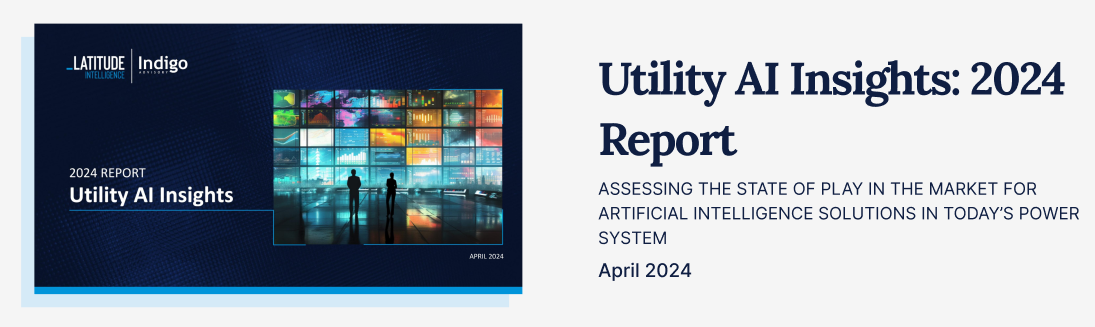 LATITUDE
INTELLIGENCE
Indigo
ADVISORY
2024 REPORT
Utility AI Insights
APRIL 2024
Utility AI Insights: 2024
Report
ASSESSING THE STATE OF PLAY IN THE MARKET FOR
ARTIFICIAL INTELLIGENCE SOLUTIONS IN TODAY’S POWER
SYSTEM
April 2024